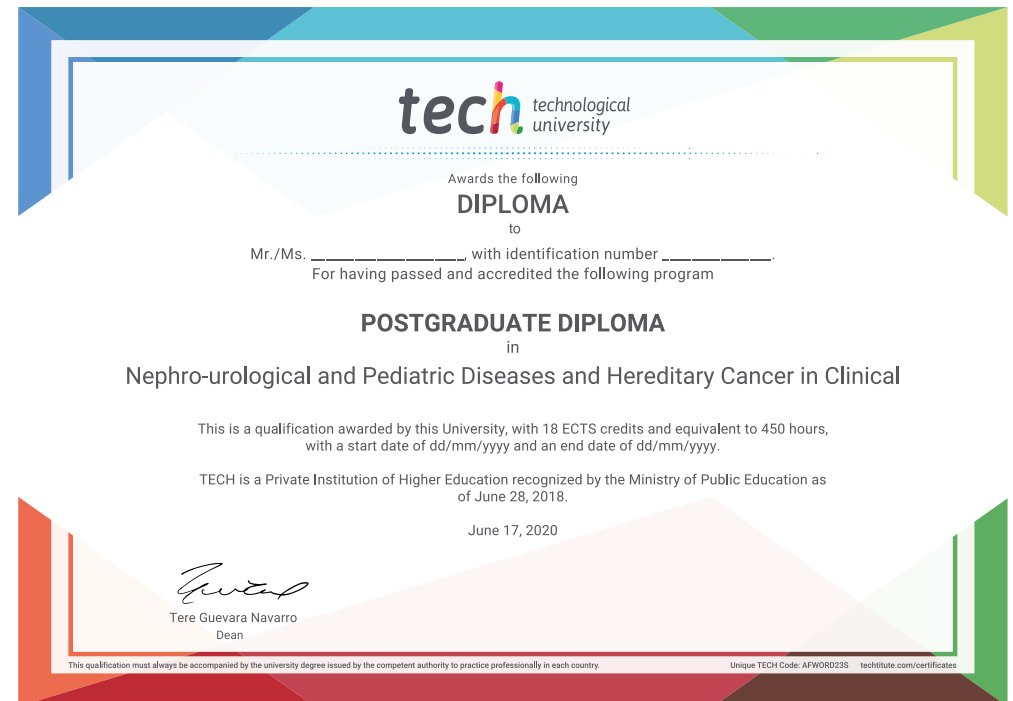 tech technological
university
Awards the following
DIPLOMA
to
Mr./Ms. __________________, with identification number _____________.
For having passed and accredited the following program
POSTGRADUATE DIPLOMA
in
Nephro-urological and Pediatric Diseases and Hereditary Cancer in Clinical
This is a qualification awarded by this University, with 18 ECTS credits and equivalent to 450 hours,
with a start date of dd/mm/yyyy and an end date of dd/mm/yyyy.
TECH is a Private Institution of Higher Education recognized by the Ministry of Public Education as
of June 28, 2018.
June 17, 2020
Tere Guevara Navarro
Dean
This qualification must always be accompanied by the university degree issued by the competent authority to practice professionally in each country.
Unique TECH Code: AFWORD23S techtitute.com/certificates